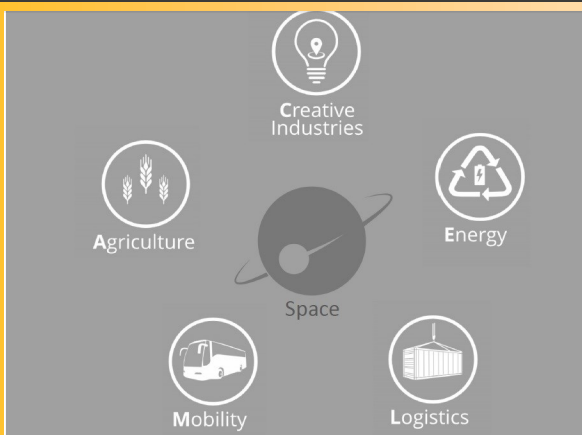 Creative
Industries
Agriculture
Energy
Space
Mobility
Logistics